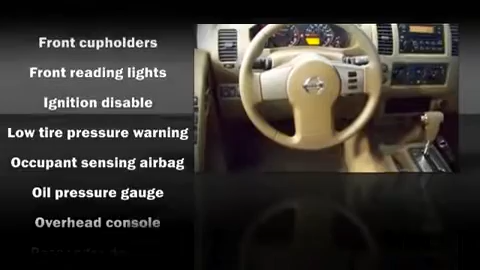 Front cupholders
Front reading lights
Ignition disable
Low tire pressure warning
Occupant sensing airbag
Oil pressure gauge
Overhead console